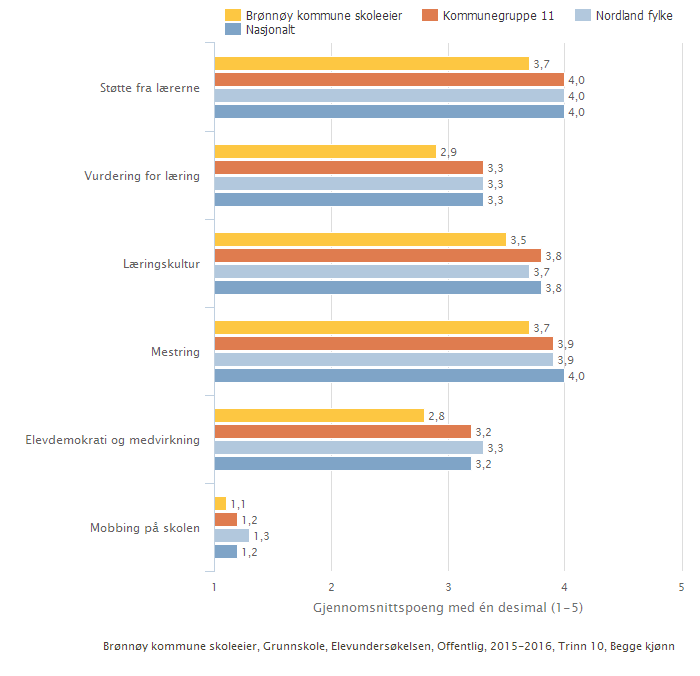 Brønnøy kommune skoleeier Kommunegruppe 11 Nordland fylke
Nasjonalt
Støtte fra lærerne
3,7
4,0
4,0
4,0
Vurdering for læring
2,9
3,3
3,3
3,3
Læringskultur
3,5
3,8
3,7
3,8
Mestring
3,7
3,9
3,9
4,0
Elevdemokrati og medvirkning
2,8
3,2
3,3
3,2
Mobbing på skolen
1,1
1,2
1,3
1,2
1 2 3 4 5
Gjennomsnittspoeng med én desimal (1-5)
Brønnøy kommune skoleeier, Grunnskole, Elevundersøkelsen, Offentlig, 2015-2016, Trinn 10, Begge kjønn